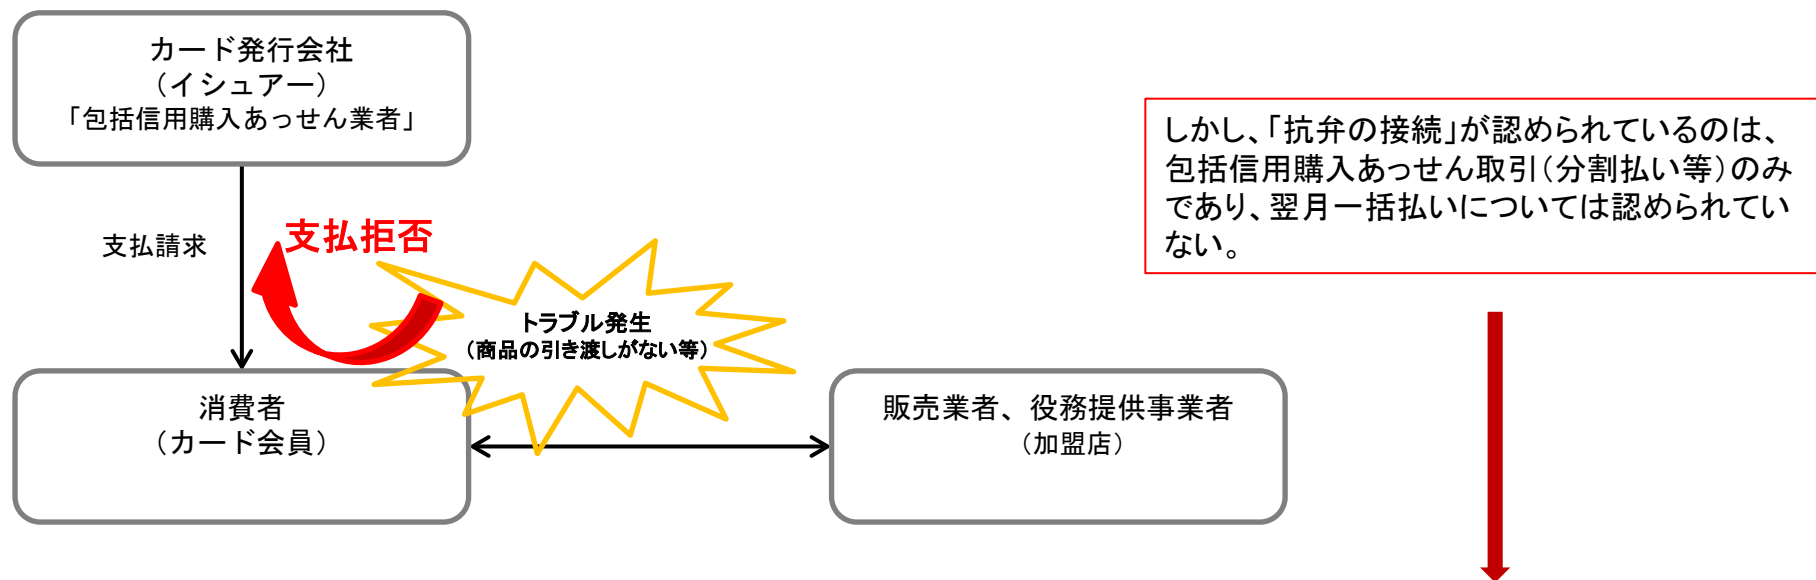 カード発行会社
（イシュアー）
「包括信用購入あっせん業者」
しかし、「抗弁の接続」が認められているのは、
包括信用購入あっせん取引（分割払い等）のみ
であり、翌月一括払いについては認められてい
ない。
支払請求
支払拒否
トラブル発生
（商品の引き渡しがない等）
消費者
（カード会員）
販売業者、役務提供事業者
（加盟店）